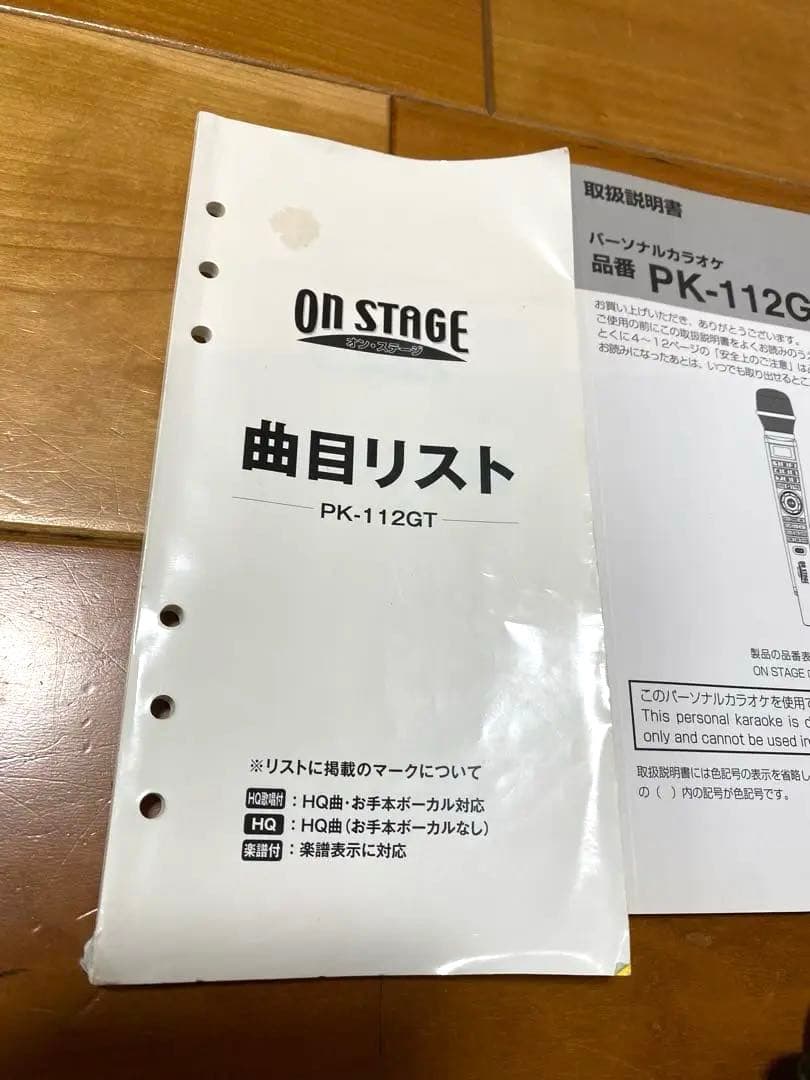 ON STAGE
オン・ステージ
曲目リスト
PK-112GT
※リストに掲載のマークについて
HQ歌唱付：HQ曲・お手本ボーカル対応
HQ：HQ曲（お手本ボーカルなし）
楽譜付：楽譜表示に対応
取扱説明書
パーソナルカラオケ
品番 PK-112G
お買い上げいただき、ありがとうございます。
ご使用の前にこの取扱説明書をよくお読みのうえ
とくに4～12ページの「安全上のご注意」は
お読みになったあとは、いつでも取り出せるとこ
製品の品番表
ON STAGE
このパーソナルカラオケを使用で
This personal karaoke is
only and cannot be used in
取扱説明書には色記号の表示を省略し
の（ ）内の記号が色記号です。